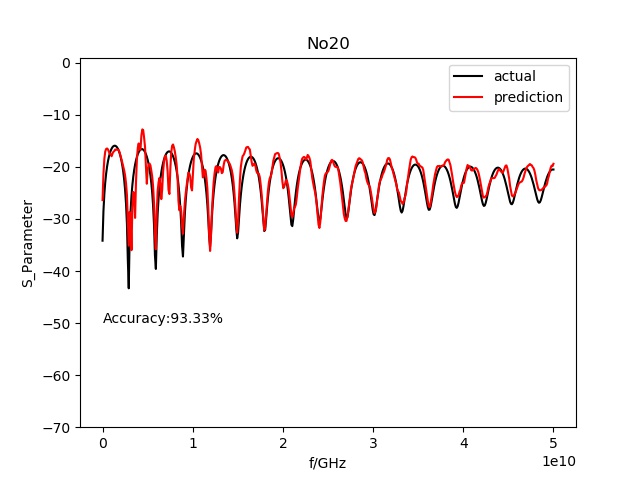 No20
actual
prediction
S_Parameter
0
−10
−20
−30
−40
−50
−60
−70
Accuracy:93.33%
0 1 2 3 4 5
1e10
f/GHz